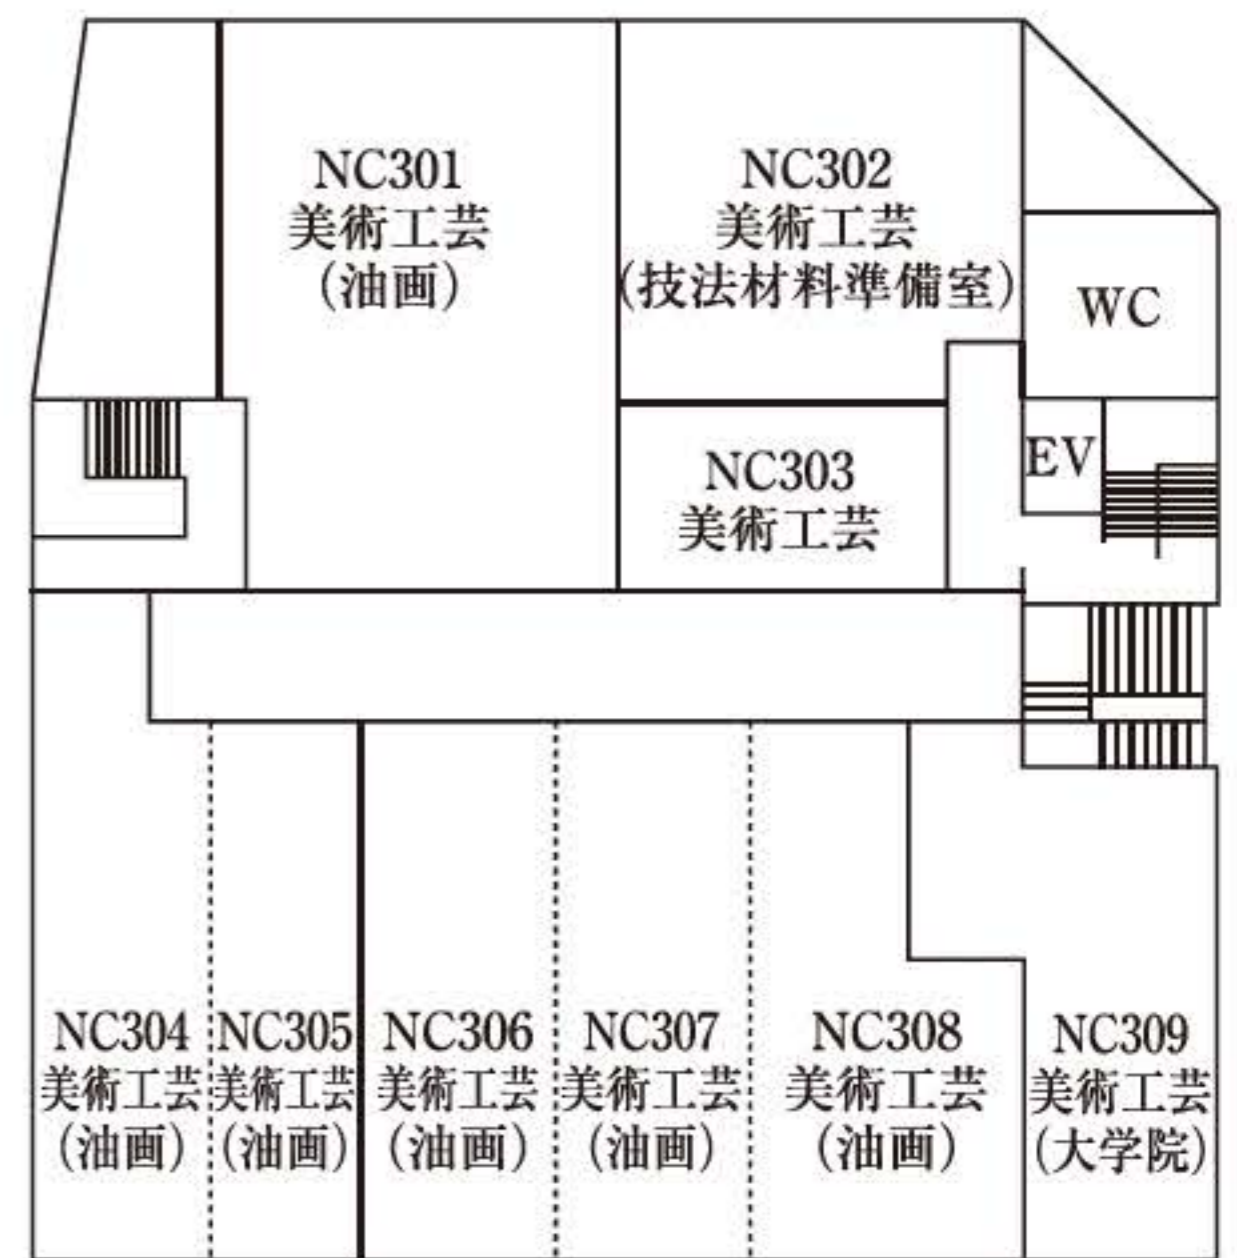 NC301
美術工芸
(油画)
NC302
美術工芸
(技法材料準備室)
WC
EV
NC303
美術工芸
NC304
美術工芸
(油画)
NC305
美術工芸
(油画)
NC306
美術工芸
(油画)
NC307
美術工芸
(油画)
NC308
美術工芸
(油画)
NC309
美術工芸
(大学院)